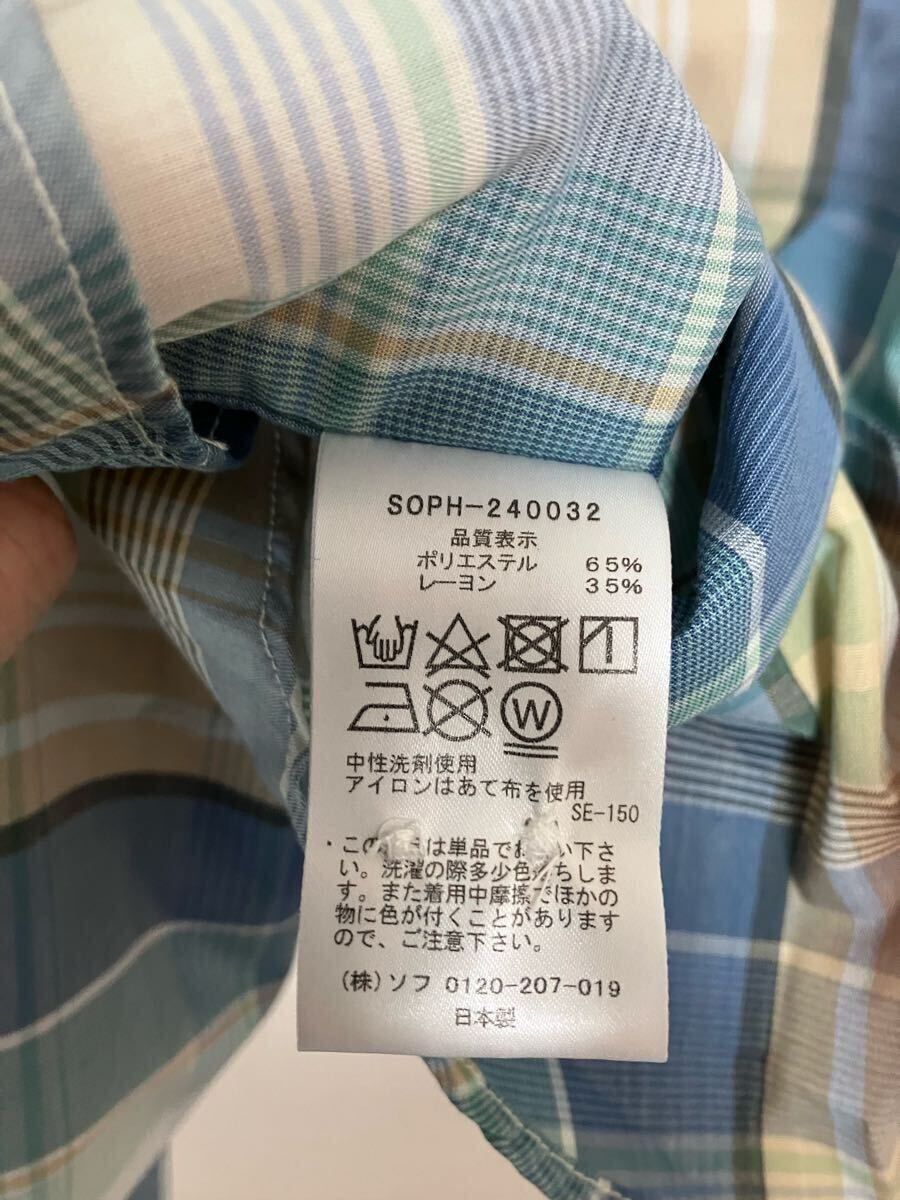 SOPH-240032
品質表示
ポリエステル 65%
レーヨン 35%
W
中性洗剤使用
アイロンはあて布を使用
SE-150
・この は単品でお い下さ
い。洗濯の際多少色落ちしま
す。また着用中摩擦でほかの
物に色が付くことがあります
ので、ご注意下さい。
(株)ソフ 0120-207-019
日本製